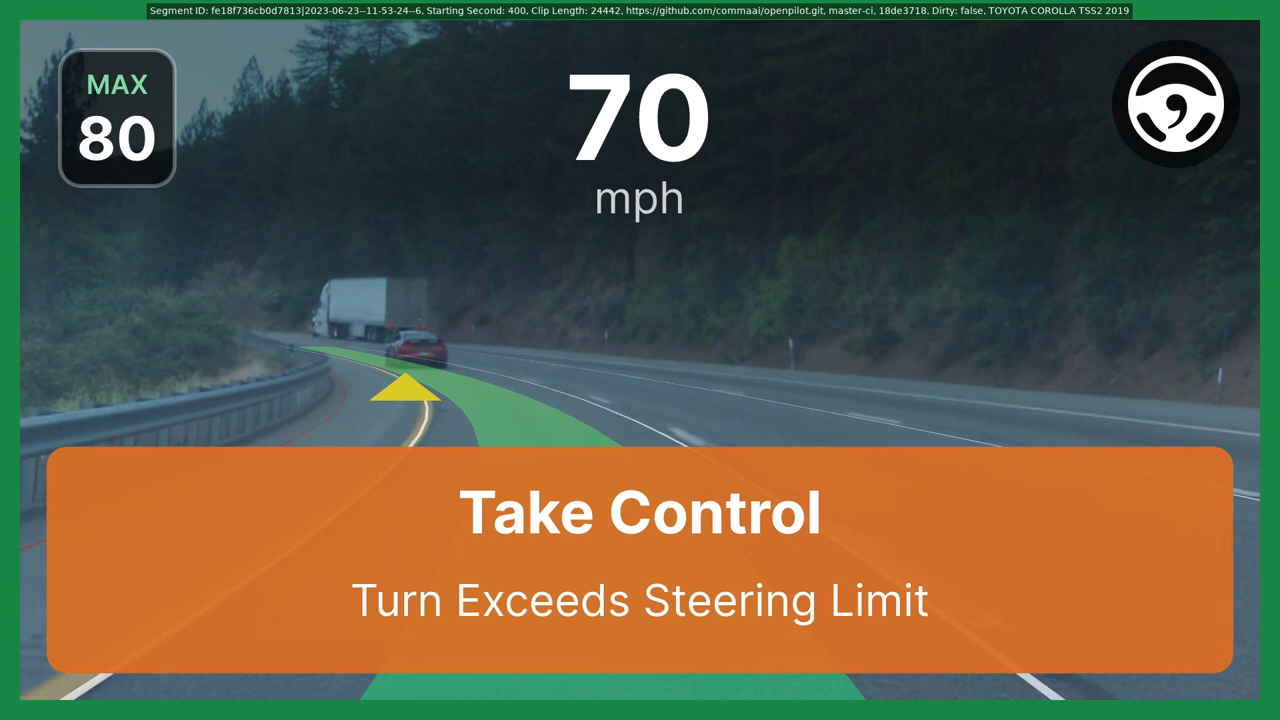 Segment ID: fe18f736cb0d7813|2023-06-23--11-53-24--6, Starting Second: 400, Clip Length: 24442, https://github.com/commaai/openpilot.git, master-ci, 18de3718, Dirty: false, TOYOTA COROLLA TSS2 2019
MAX
80
70
mph
Take Control
Turn Exceeds Steering Limit